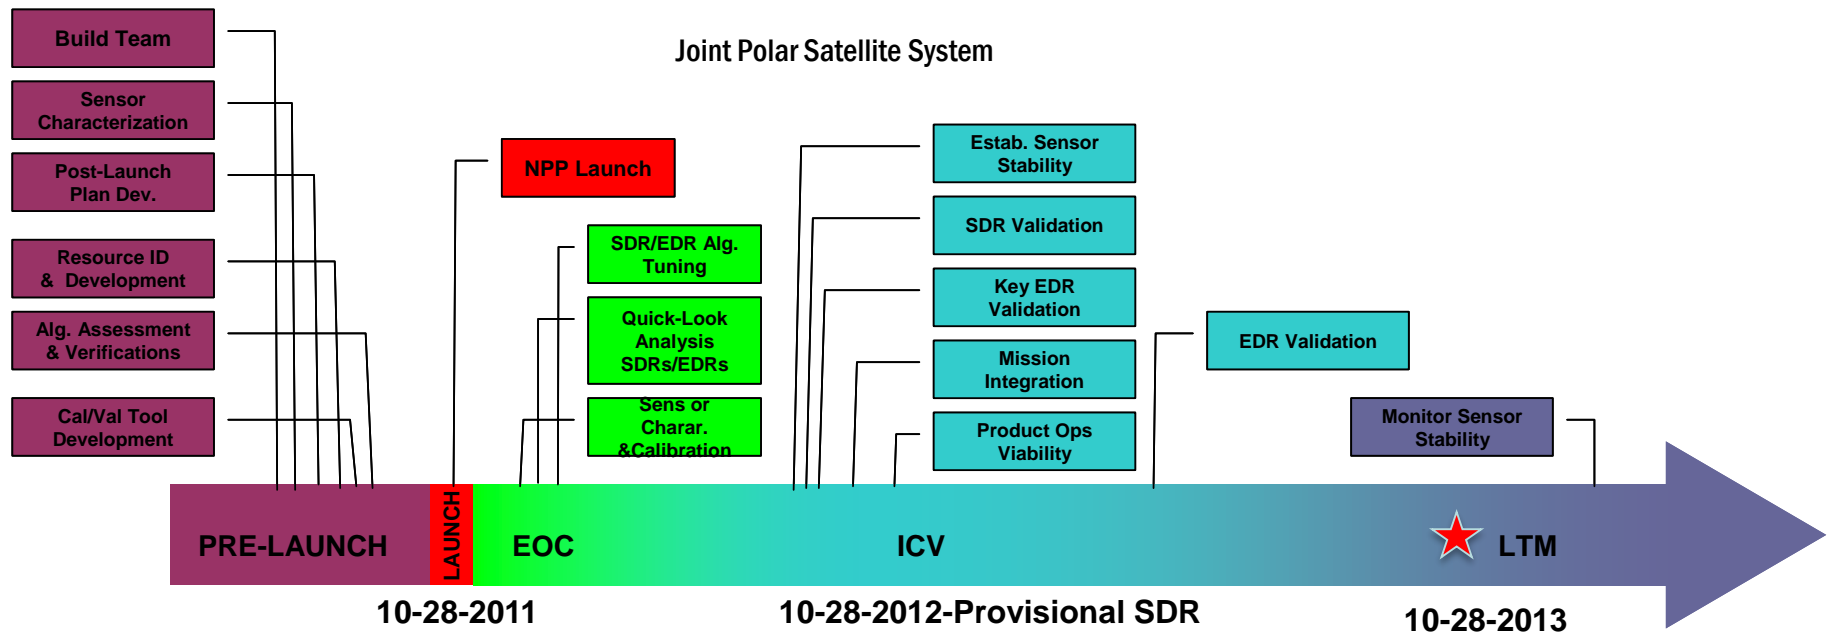 Joint Polar Satellite System
Build Team
Sensor
Characterization
Post-Launch
Plan Dev.
Resource ID
& Development
Alg. Assessment
& Verifications
Cal/Val Tool
Development
NPP Launch
SDR/EDR Alg.
Tuning
Quick-Look
Analysis
SDRs/EDRs
Sens or
Charar.
&Calibration
Estab. Sensor
Stability
SDR Validation
Key EDR
Validation
Mission
Integration
Product Ops
Viability
EDR Validation
Monitor Sensor
Stability
PRE-LAUNCH
LAUNCH
EOC
ICV
LTM
10-28-2011
10-28-2012-Provisional SDR
10-28-2013